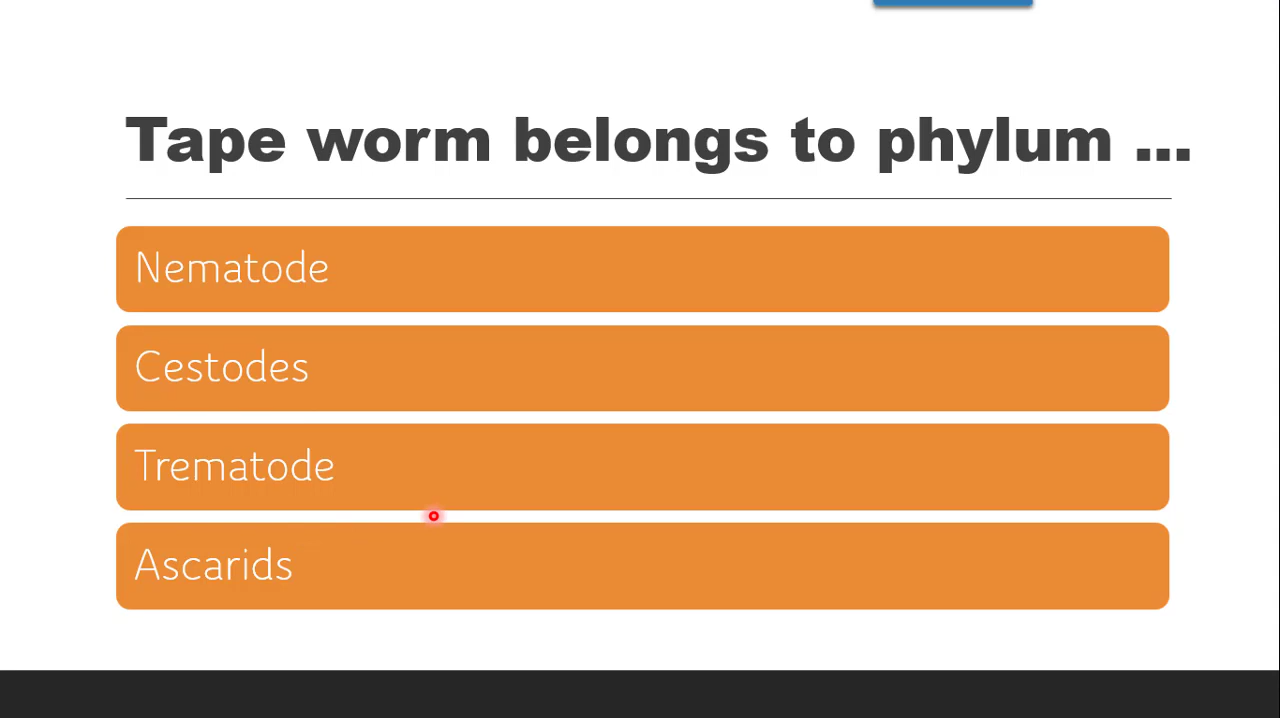 Tape worm belongs to phylum ...
Nematode
Cestodes
Trematode
Ascarids